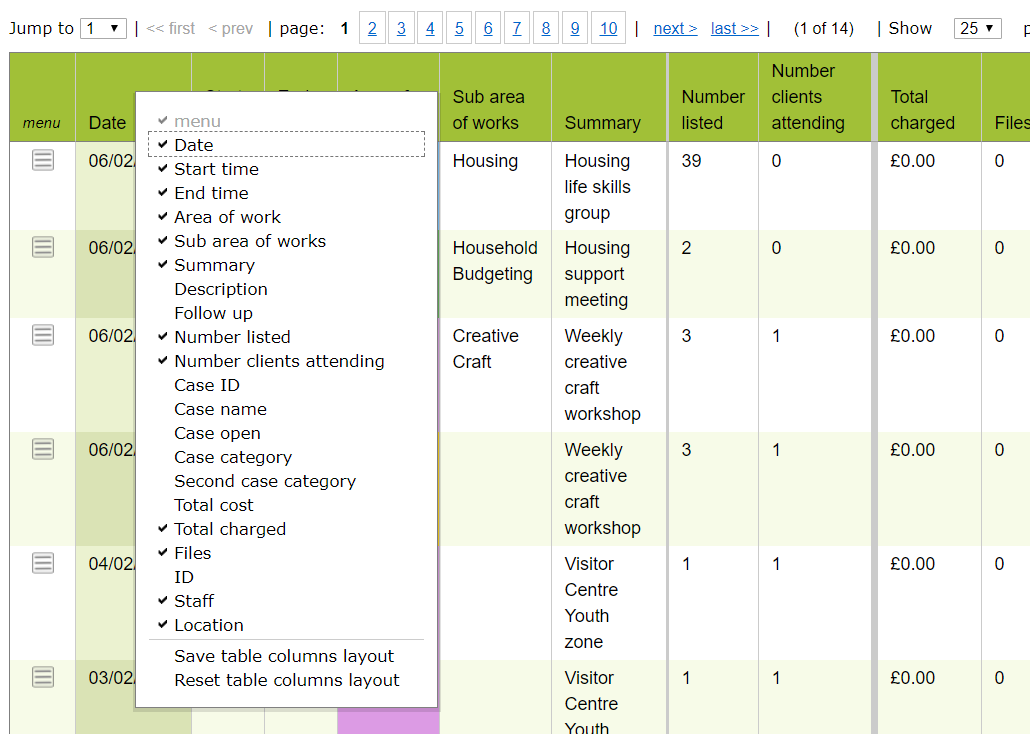 Jump to 1 | << first < prev | page: 1 2 3 4 5 6 7 8 9 10 | next > last >> | (1 of 14) | Show 25
menu Date Sub area of works Summary Number listed Number clients attending Total charged Files
menu
Date
Start time
End time
Area of work
Sub area of works
Summary
Description
Follow up
Number listed
Number clients attending
Case ID
Case name
Case open
Case category
Second case category
Total cost
Total charged
Files
ID
Staff
Location
Save table columns layout
Reset table columns layout
06/02/ Housing Housing 39 0 £0.00 0
life skills
group
06/02/ Household Housing 2 0 £0.00 0
Budgeting support
meeting
06/02/ Creative Weekly 3 1 £0.00 0
Craft creative
craft
workshop
06/02/ Weekly 3 1 £0.00 0
creative
craft
workshop
04/02/ Visitor 1 1 £0.00 0
Centre
Youth
zone
03/02/ Visitor 1 1 £0.00 0
Centre
Youth